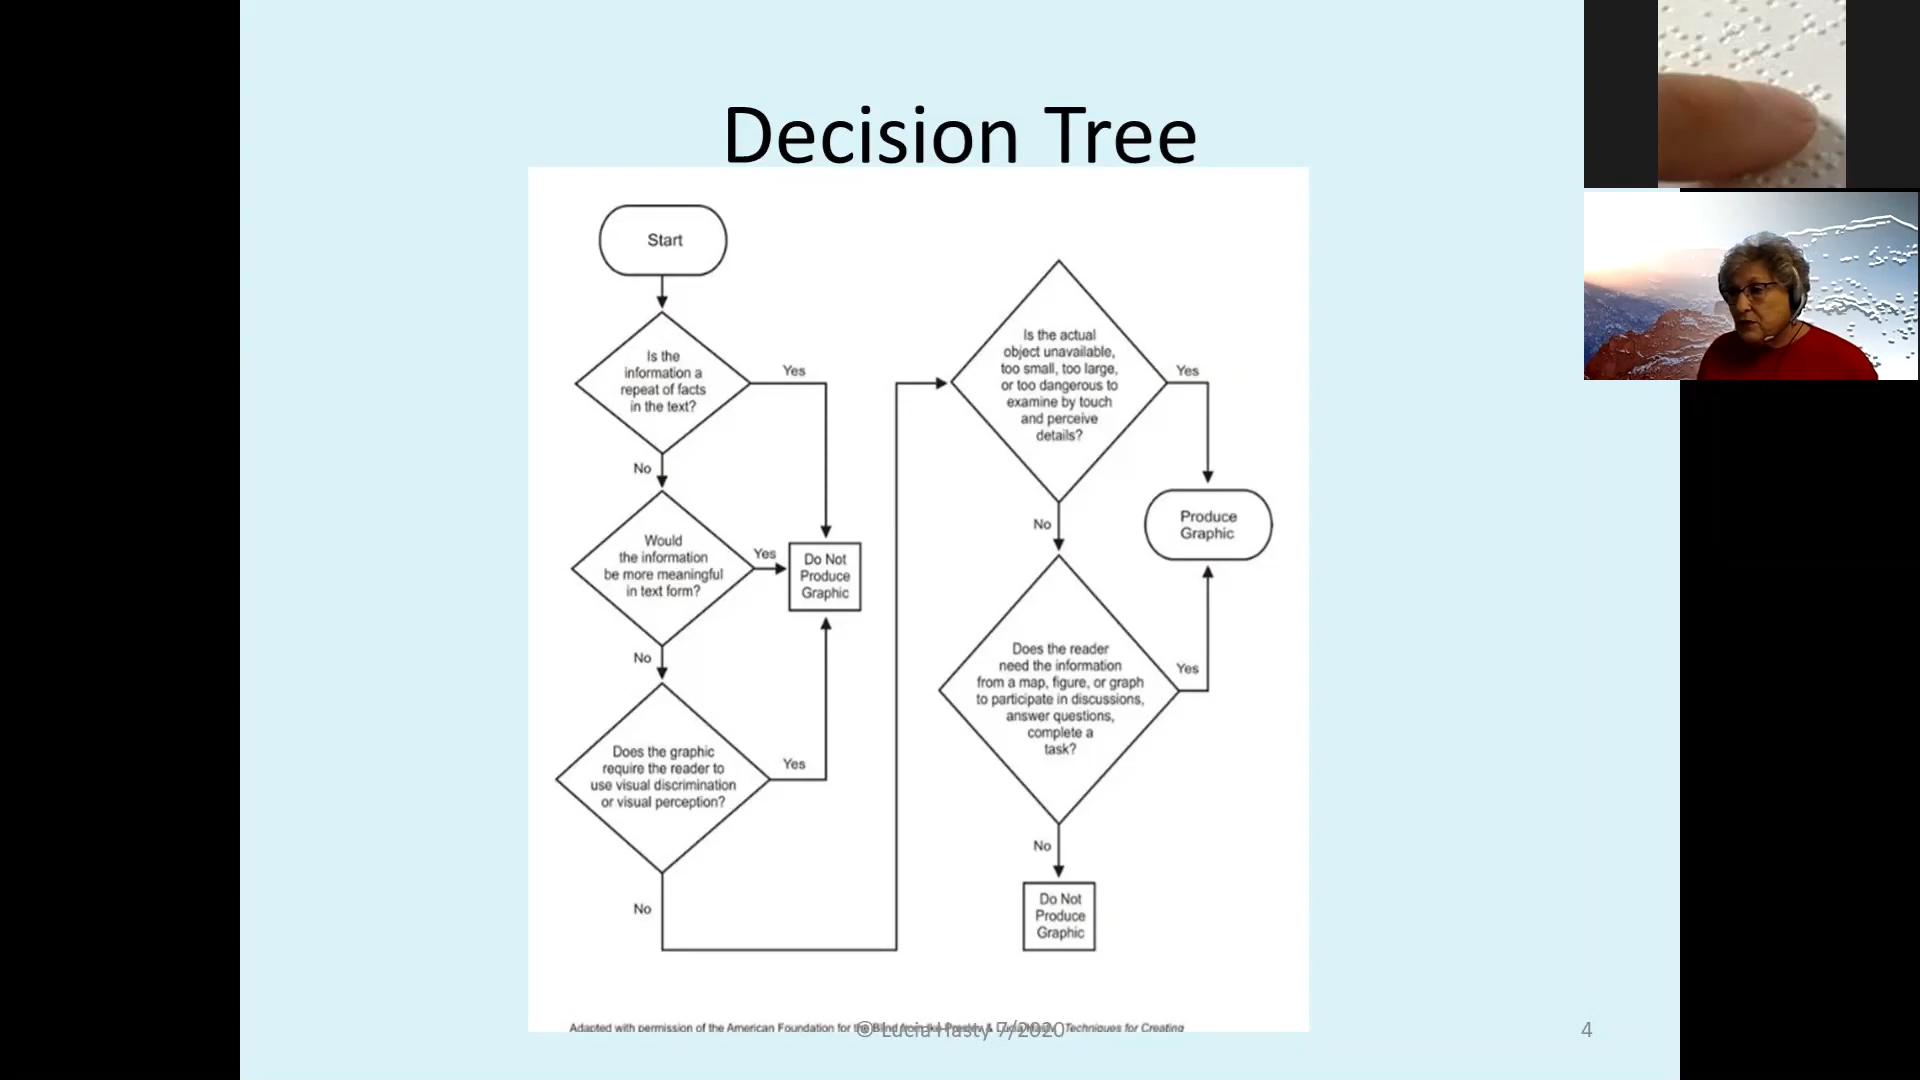 Decision Tree
Start
Is the
information a
repeat of facts
in the text?
Yes
No
Would
the information
be more meaningful
in text form?
Yes
Do Not
Produce
Graphic
No
Does the graphic
require the reader to
use visual discrimination
or visual perception?
Yes
No
Is the actual
object unavailable,
too small, too large,
or too dangerous to
examine by touch
and perceive
details?
Yes
Produce
Graphic
No
Does the reader
need the information
from a map, figure, or graph
to participate in discussions,
answer questions,
complete a
task?
Yes
No
Do Not
Produce
Graphic
Adapted with permission of the American Foundation for the Blind from Techniques for Creating
© Lucia Hasty 7/2020
4